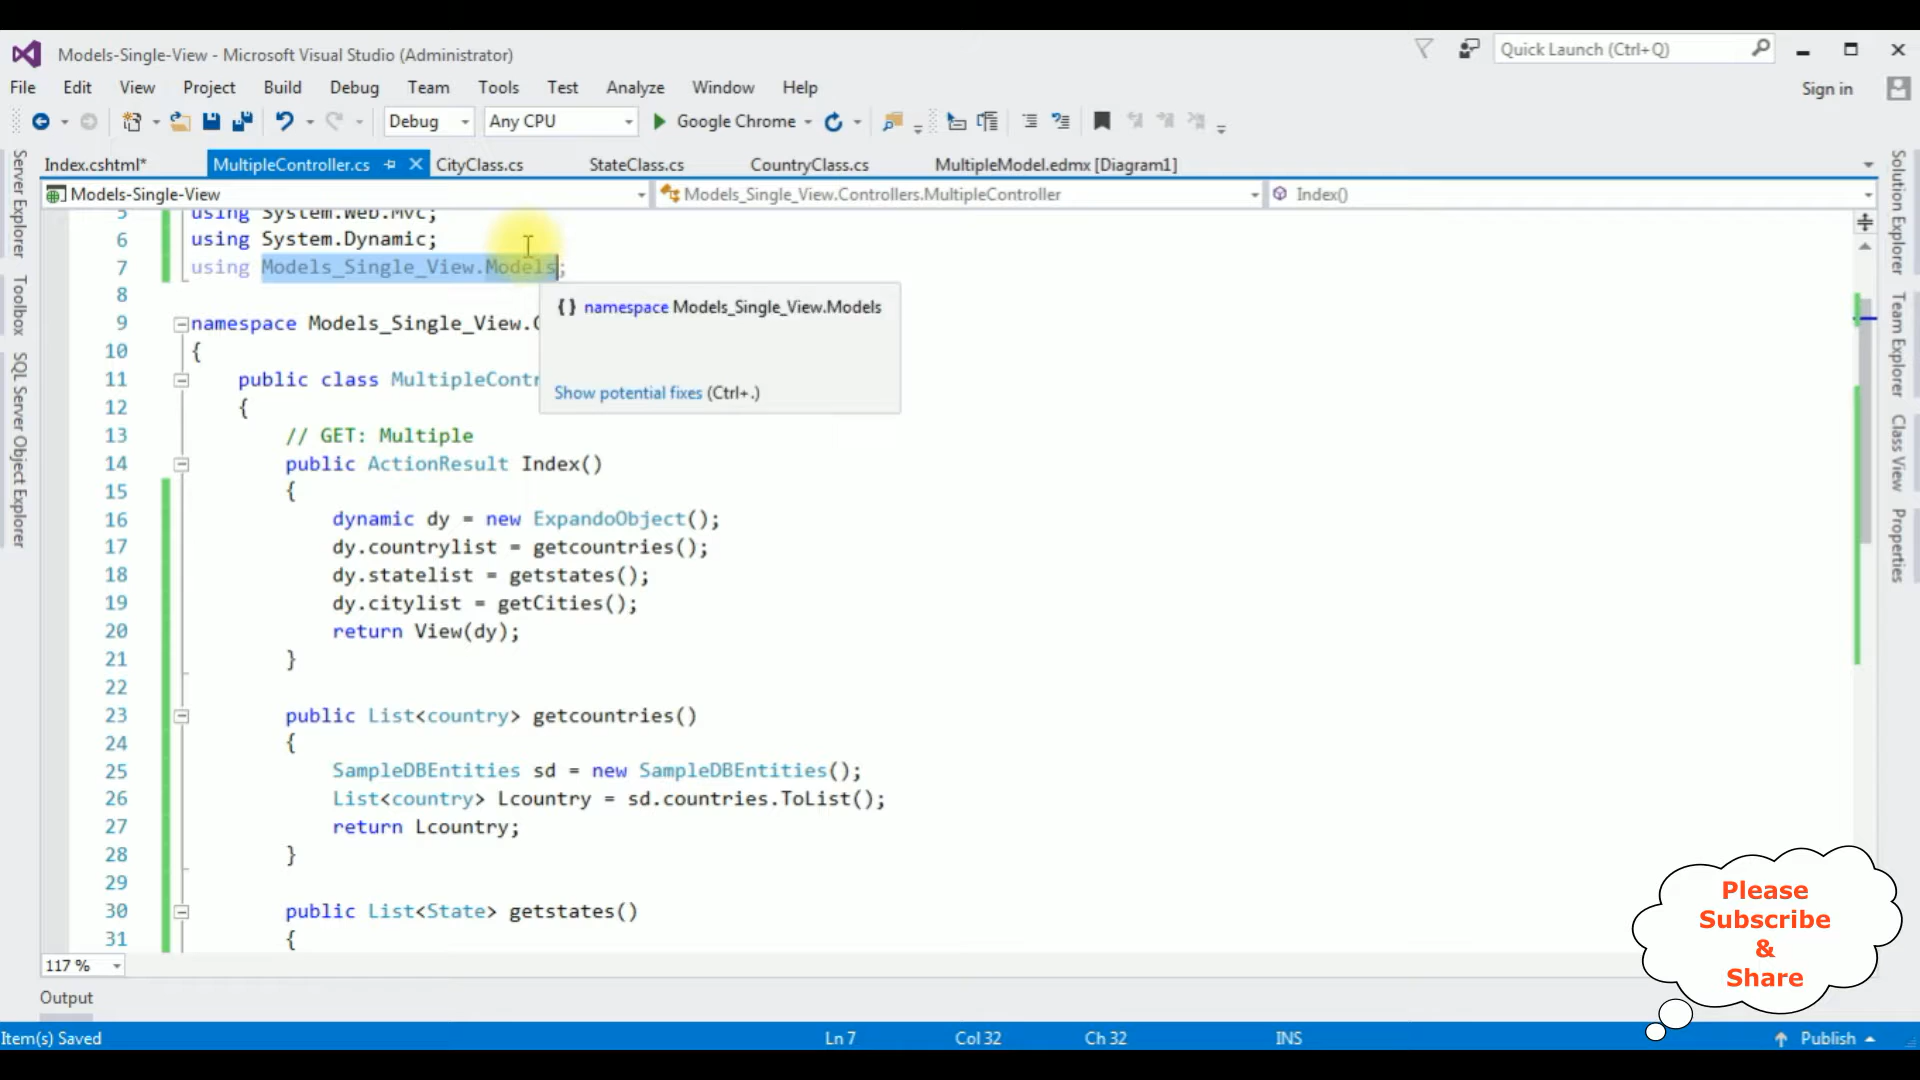 Models-Single-View - Microsoft Visual Studio (Administrator)
Quick Launch (Ctrl+Q)
File Edit View Project Build Debug Team Tools Test Analyze Window Help
Sign in
Debug Any CPU Google Chrome
Index.cshtml* MultipleController.cs CityClass.cs StateClass.cs CountryClass.cs MultipleModel.edmx [Diagram1]
Models-Single-View Models_Single_View.Controllers.MultipleController Index()
Server Explorer
Toolbox
SQL Server Object Explorer
Solution Explorer
Team Explorer
Class View
Properties
5 using System.Web.Mvc;
6 using System.Dynamic;
7 using Models_Single_View.Models;
8
{} namespace Models_Single_View.Models
Show potential fixes (Ctrl+.)
9 namespace Models_Single_View.C
10 {
11 public class MultipleContr
12 {
13 // GET: Multiple
14 public ActionResult Index()
15 {
16 dynamic dy = new ExpandoObject();
17 dy.countrylist = getcountries();
18 dy.statelist = getstates();
19 dy.citylist = getCities();
20 return View(dy);
21 }
22
23 public List<country> getcountries()
24 {
25 SampleDBEntities sd = new SampleDBEntities();
26 List<country> Lcountry = sd.countries.ToList();
27 return Lcountry;
28 }
29
30 public List<State> getstates()
31 {
117 %
Output
Please
Subscribe
&
Share
Item(s) Saved Ln 7 Col 32 Ch 32 INS Publish